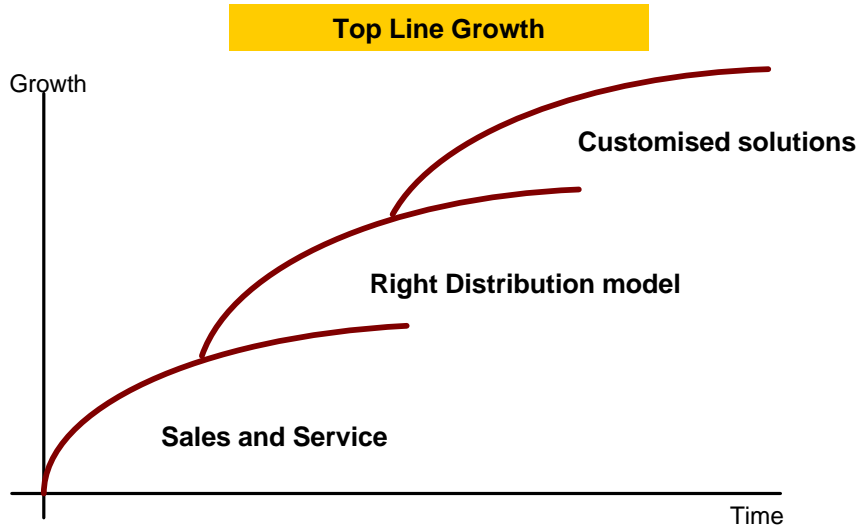 Top Line Growth
Growth
Customised solutions
Right Distribution model
Sales and Service
Time